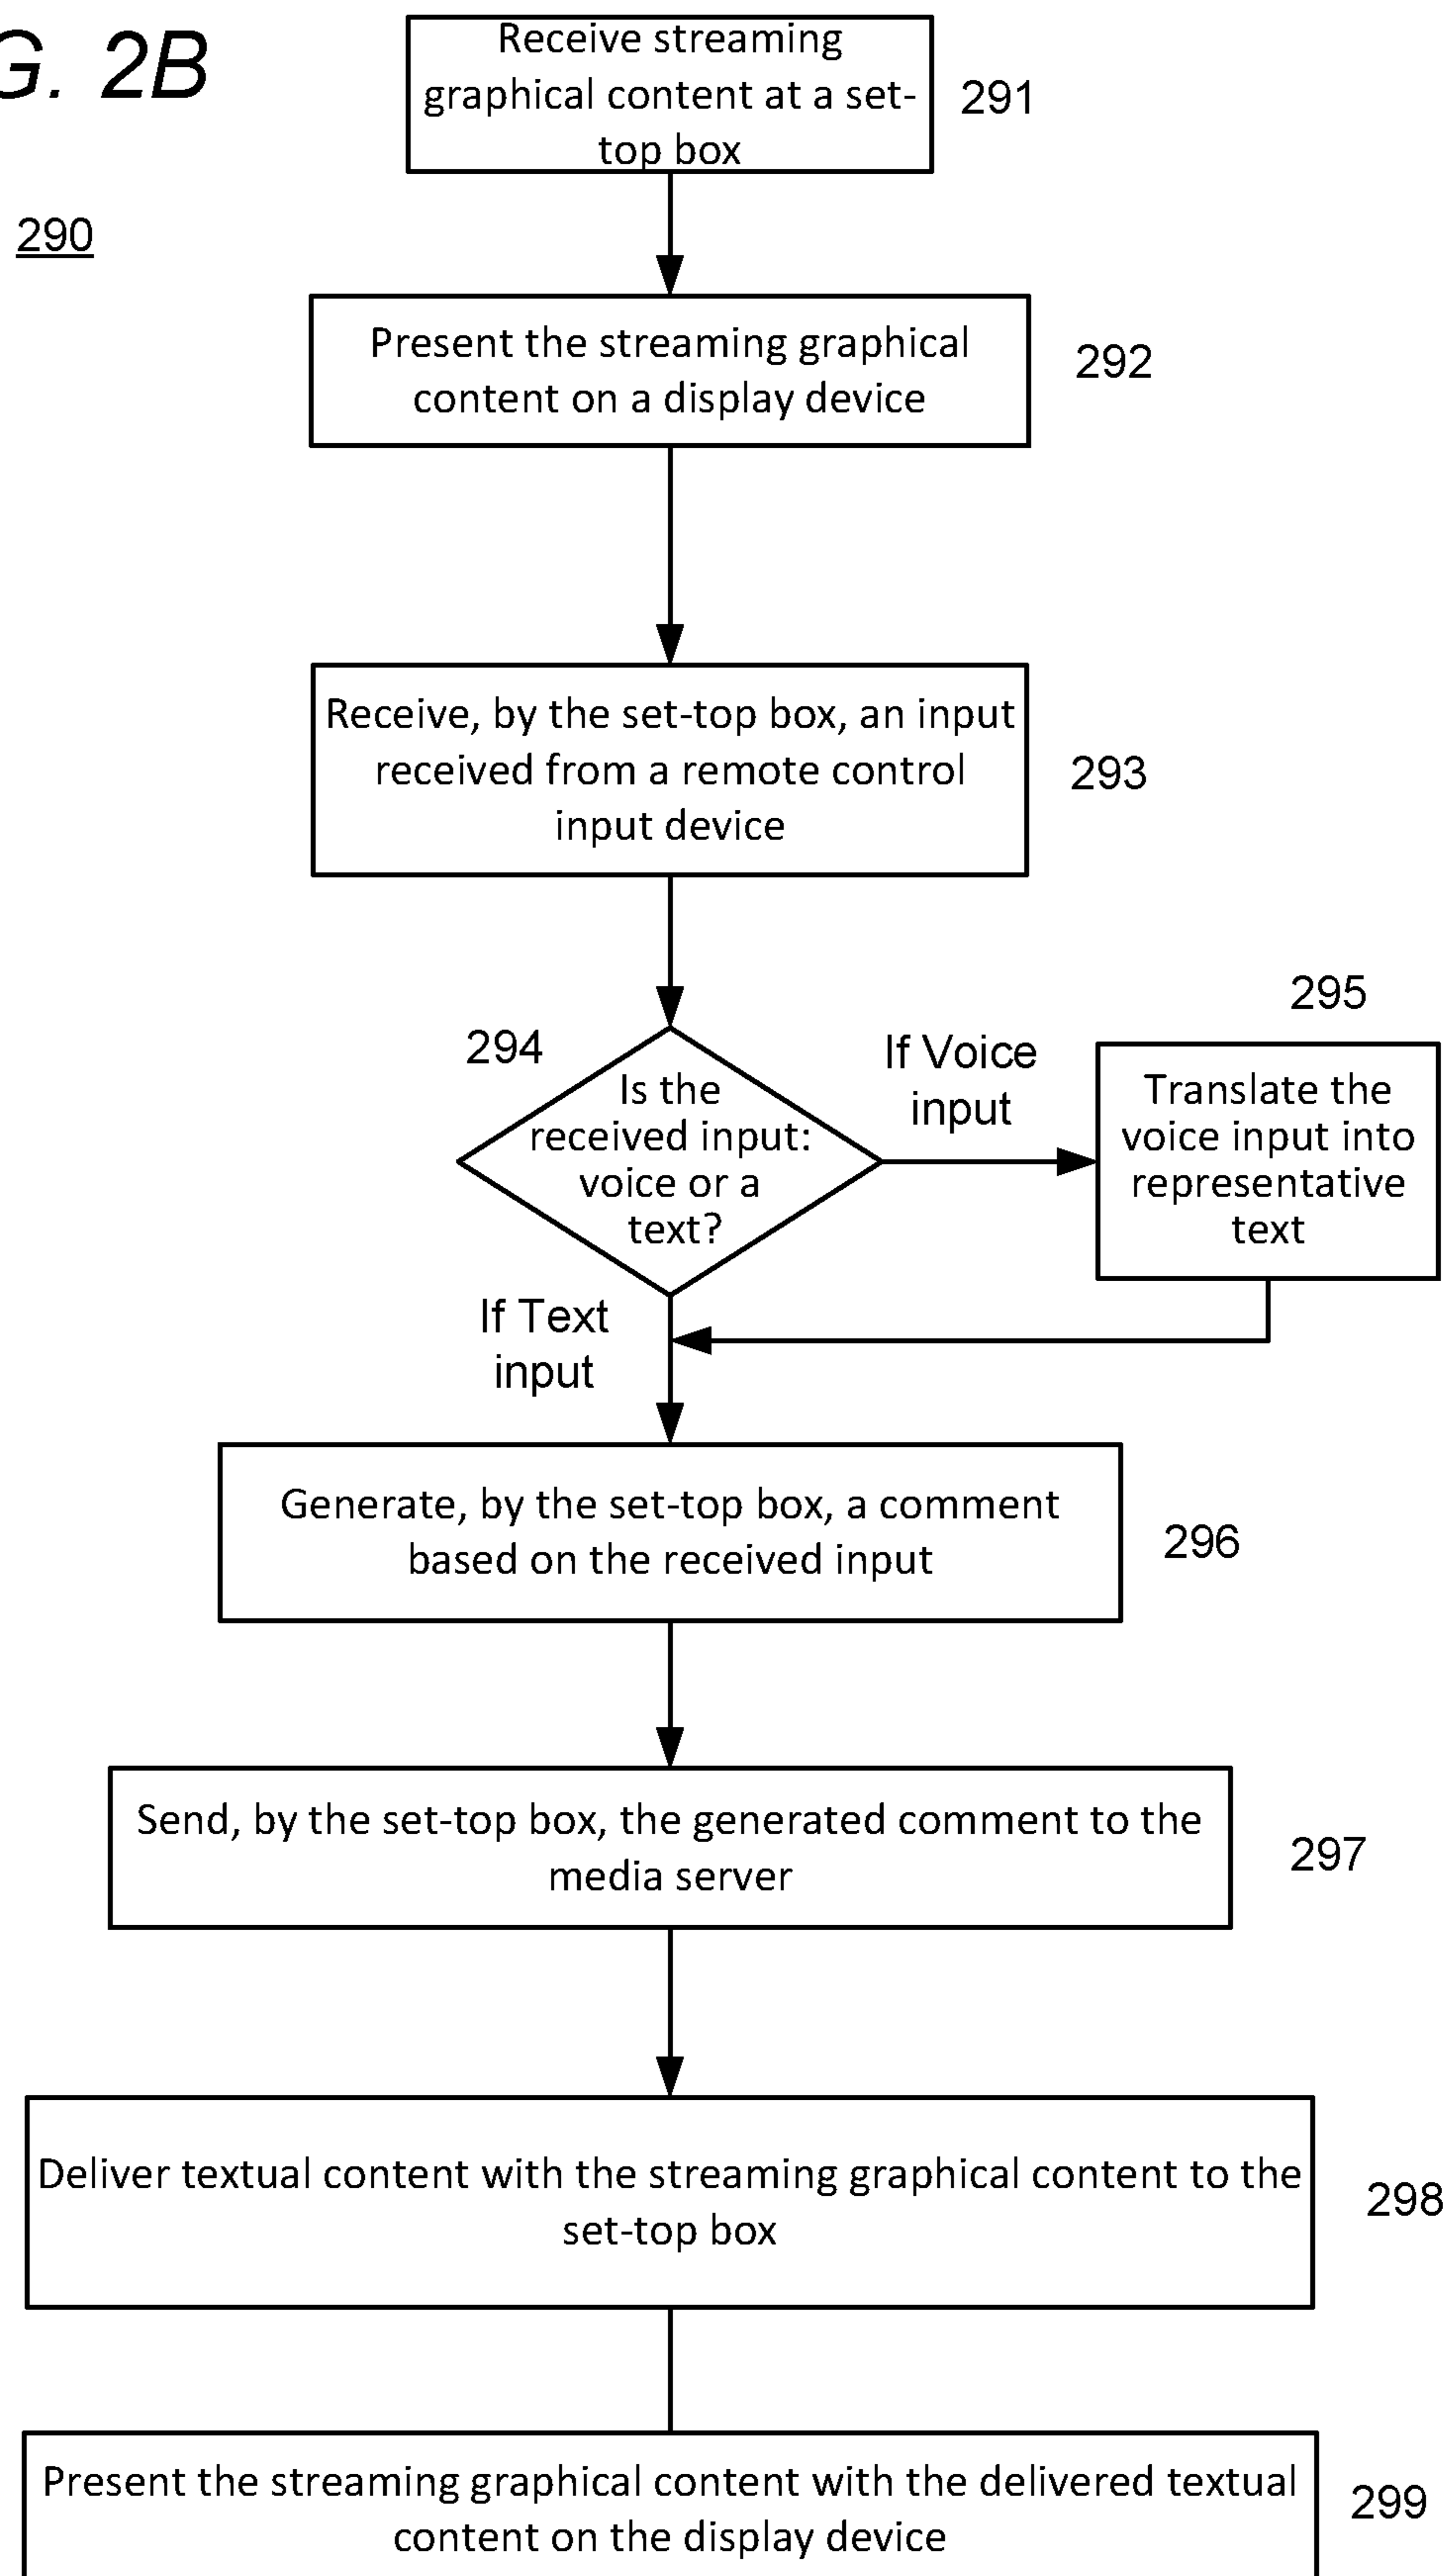 G. 2B
290
Receive streaming
graphical content at a set-
top box
291
Present the streaming graphical
content on a display device
292
Receive, by the set-top box, an input
received from a remote control
input device
293
294
Is the
received input:
voice or a
text?
If Voice
input
295
Translate the
voice input into
representative
text
If Text
input
Generate, by the set-top box, a comment
based on the received input
296
Send, by the set-top box, the generated comment to the
media server
297
Deliver textual content with the streaming graphical content to the
set-top box
298
Present the streaming graphical content with the delivered textual
content on the display device
299